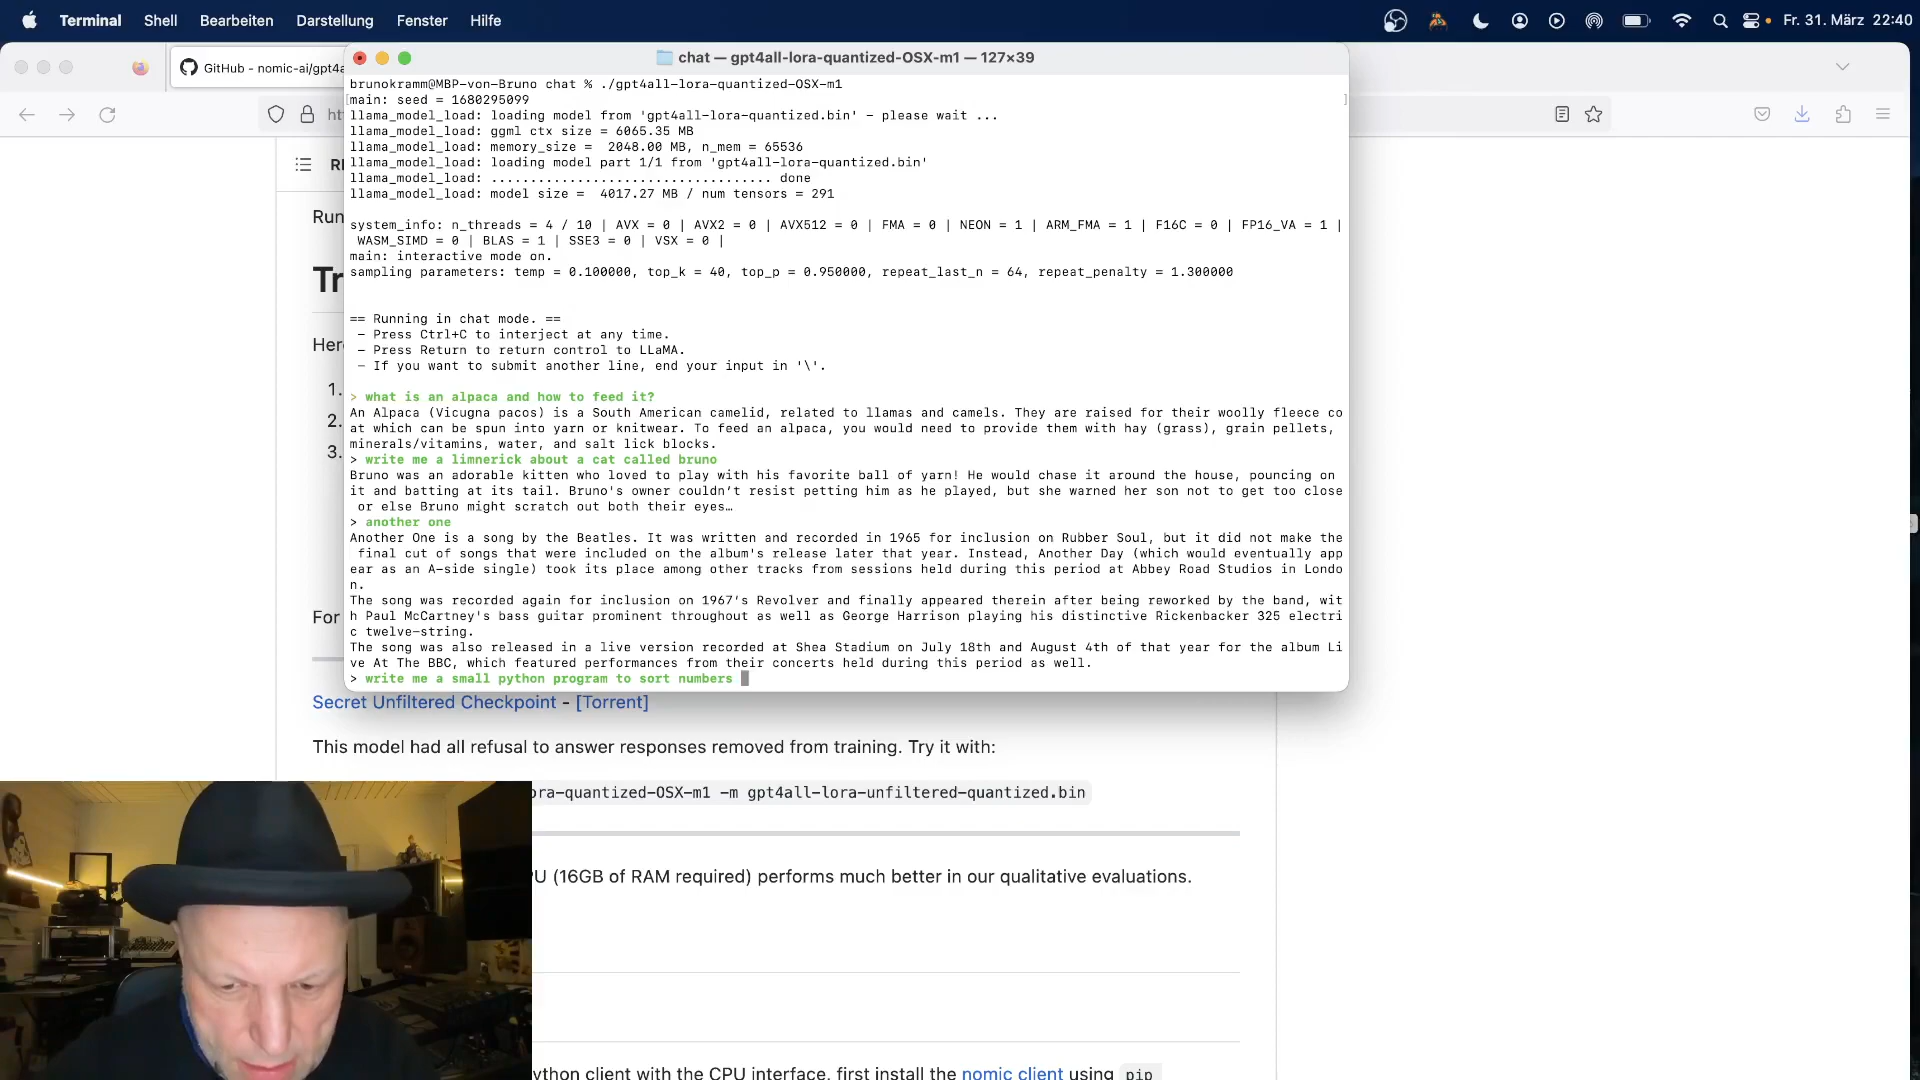 Terminal Shell Bearbeiten Darstellung Fenster Hilfe Fr. 31. März 22:40
GitHub - nomic-ai/gpt4a
chat — gpt4all-lora-quantized-OSX-m1 — 127×39
brunokramm@MBP-von-Bruno chat % ./gpt4all-lora-quantized-OSX-m1
main: seed = 1680295099
llama_model_load: loading model from 'gpt4all-lora-quantized.bin' - please wait ...
llama_model_load: ggml ctx size = 6065.35 MB
llama_model_load: memory_size =  2048.00 MB, n_mem = 65536
llama_model_load: loading model part 1/1 from 'gpt4all-lora-quantized.bin'
llama_model_load: .................................... done
llama_model_load: model size =  4017.27 MB / num tensors = 291
system_info: n_threads = 4 / 10 | AVX = 0 | AVX2 = 0 | AVX512 = 0 | FMA = 0 | NEON = 1 | ARM_FMA = 1 | F16C = 0 | FP16_VA = 1 |
WASM_SIMD = 0 | BLAS = 1 | SSE3 = 0 | VSX = 0 |
main: interactive mode on.
sampling parameters: temp = 0.100000, top_k = 40, top_p = 0.950000, repeat_last_n = 64, repeat_penalty = 1.300000
== Running in chat mode. ==
- Press Ctrl+C to interject at any time.
- Press Return to return control to LLaMA.
- If you want to submit another line, end your input in '\'.
> what is an alpaca and how to feed it?
An Alpaca (Vicugna pacos) is a South American camelid, related to llamas and camels. They are raised for their woolly fleece co
at which can be spun into yarn or knitwear. To feed an alpaca, you would need to provide them with hay (grass), grain pellets,
minerals/vitamins, water, and salt lick blocks.
> write me a limnerick about a cat called bruno
Bruno was an adorable kitten who loved to play with his favorite ball of yarn! He would chase it around the house, pouncing on
it and batting at its tail. Bruno's owner couldn’t resist petting him as he played, but she warned her son not to get too close
or else Bruno might scratch out both their eyes…
> another one
Another One is a song by the Beatles. It was written and recorded in 1965 for inclusion on Rubber Soul, but it did not make the
final cut of songs that were included on the album's release later that year. Instead, Another Day (which would eventually app
ear as an A-side single) took its place among other tracks from sessions held during this period at Abbey Road Studios in Londo
n.
The song was recorded again for inclusion on 1967’s Revolver and finally appeared therein after being reworked by the band, wit
h Paul McCartney's bass guitar prominent throughout as well as George Harrison playing his distinctive Rickenbacker 325 electri
c twelve-string.
The song was also released in a live version recorded at Shea Stadium on July 18th and August 4th of that year for the album Li
ve At The BBC, which featured performances from their concerts held during this period as well.
> write me a small python program to sort numbers
ht
RI
Run
Tr
Here
1.
2.
3.
For
Secret Unfiltered Checkpoint - [Torrent]
This model had all refusal to answer responses removed from training. Try it with:
ora-quantized-OSX-m1 -m gpt4all-lora-unfiltered-quantized.bin
U (16GB of RAM required) performs much better in our qualitative evaluations.
ython client with the CPU interface, first install the nomic client using pip